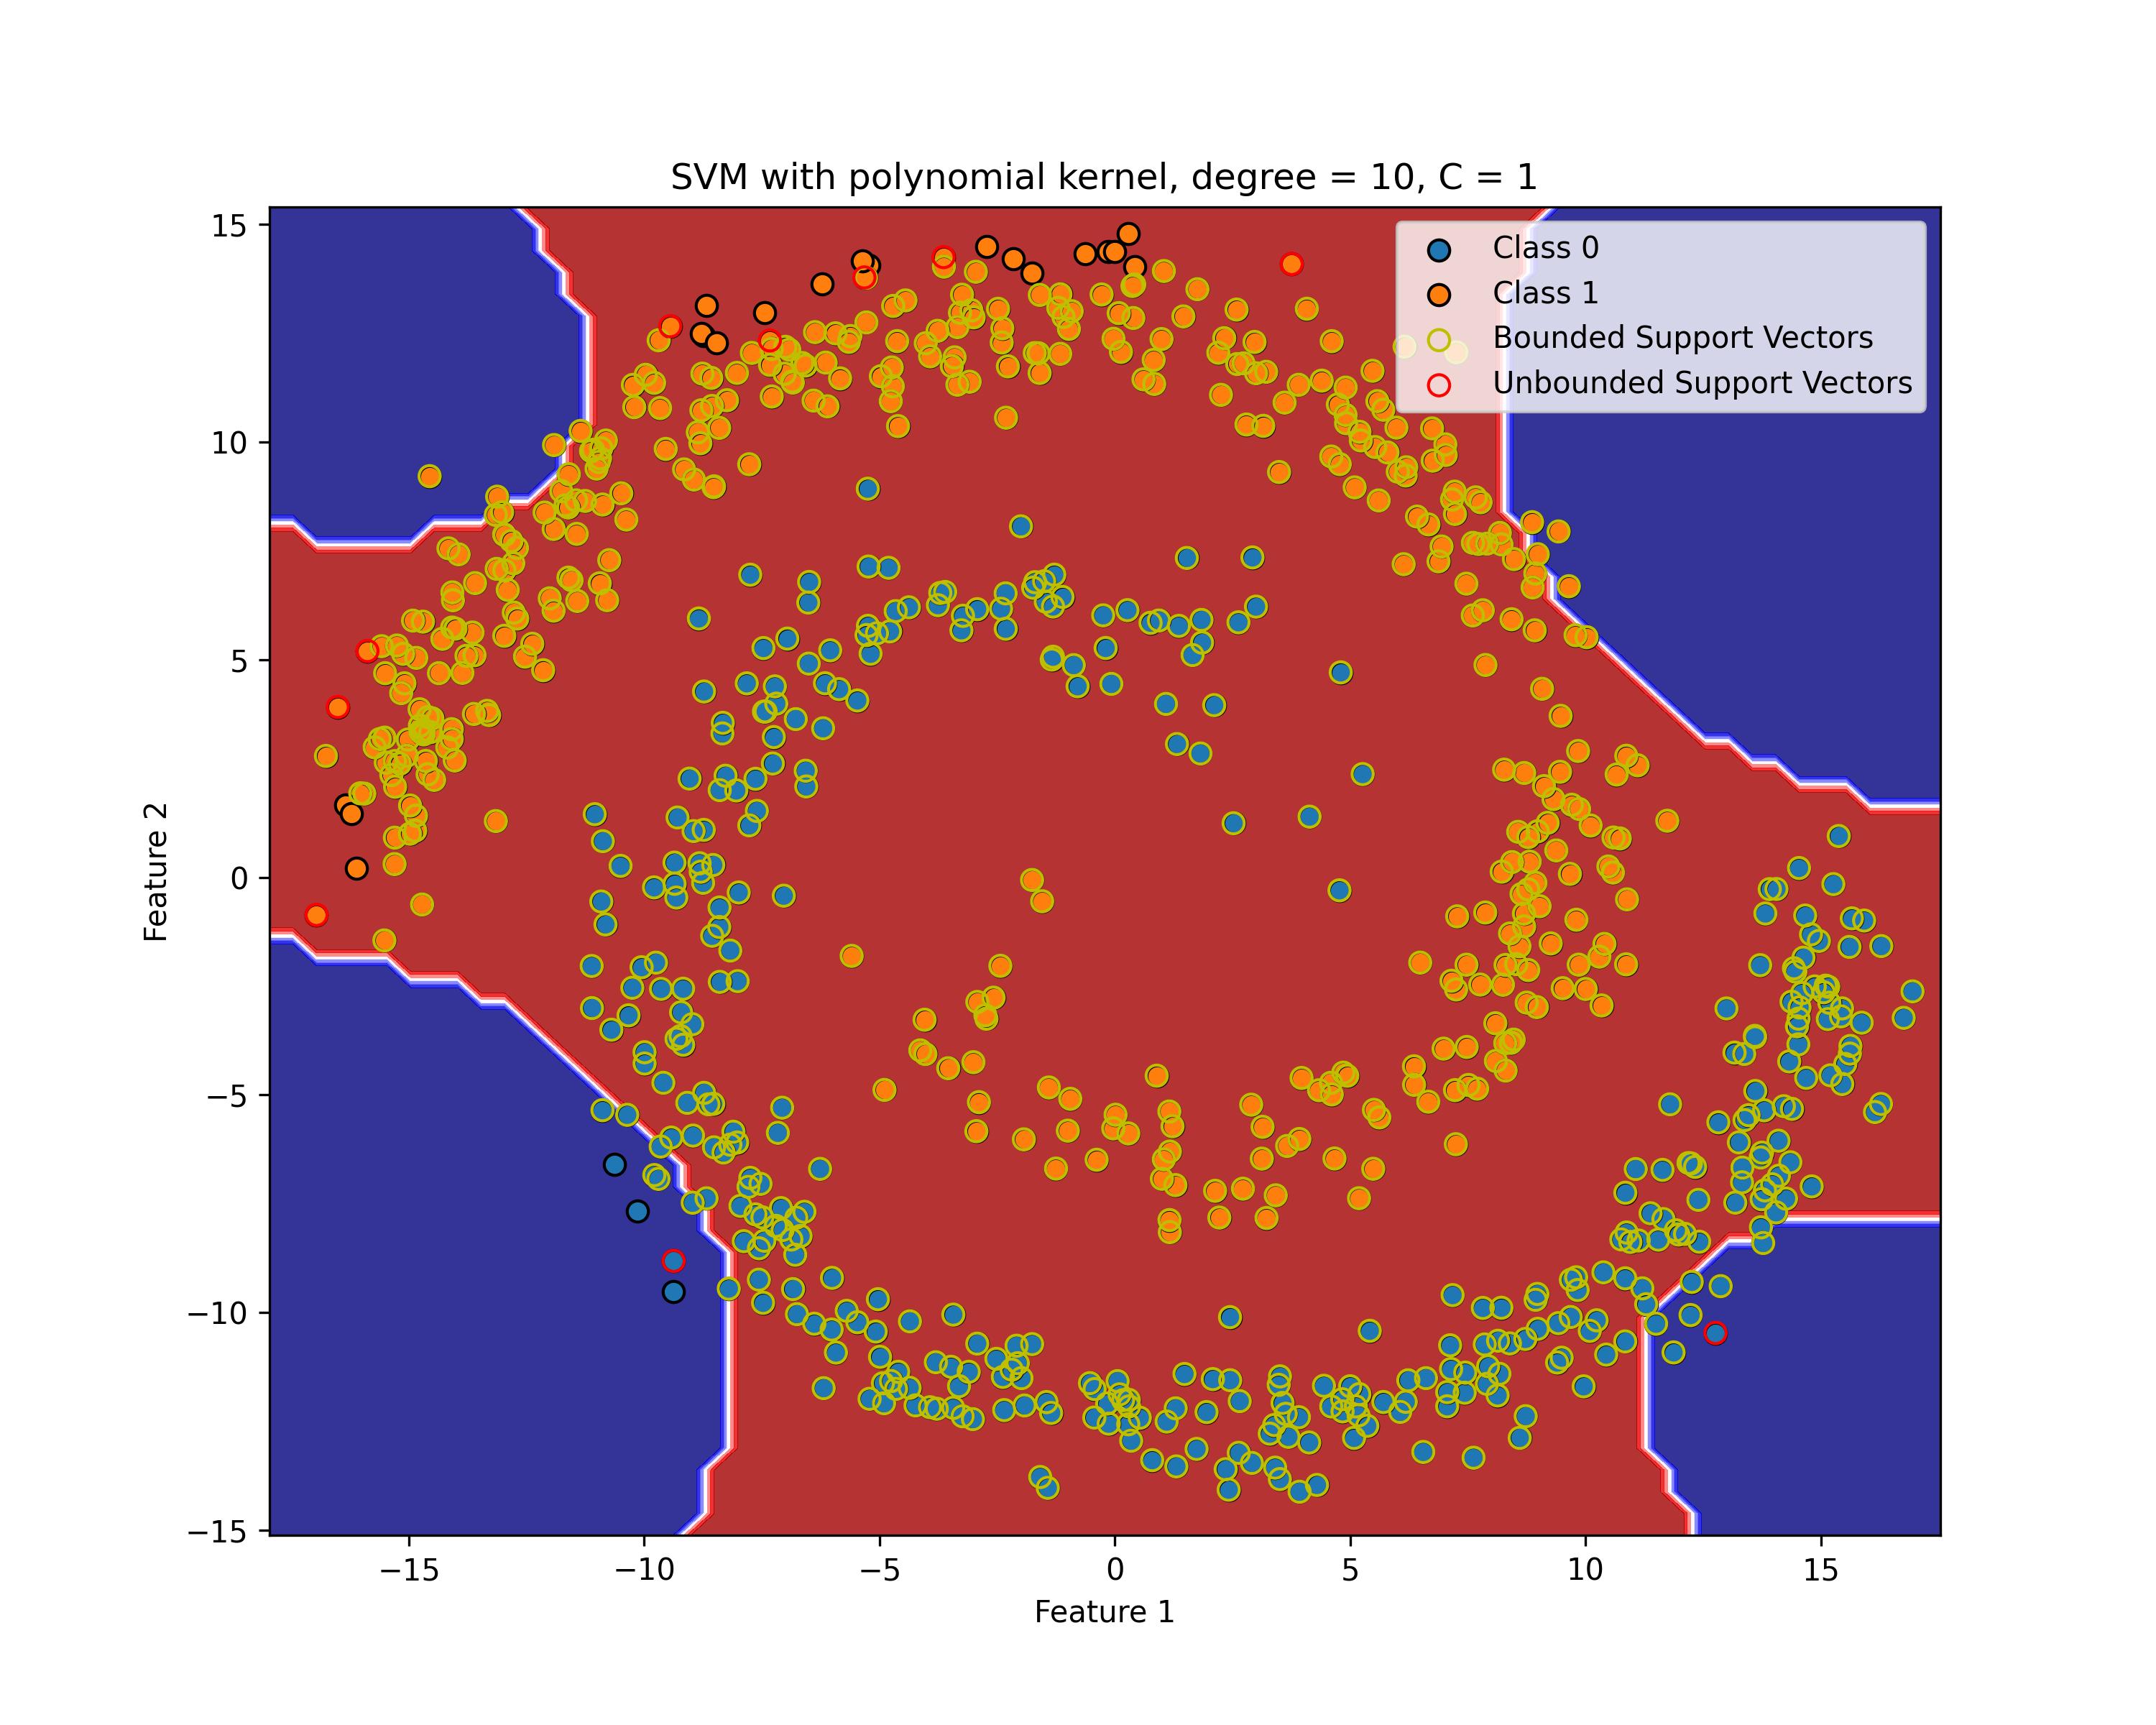 SVM with polynomial kernel, degree = 10, C = 1
Class 0
Class 1
Bounded Support Vectors
Unbounded Support Vectors
15
10
5
0
−5
−10
−15
Feature 2
−15 −10 −5 0 5 10 15
Feature 1